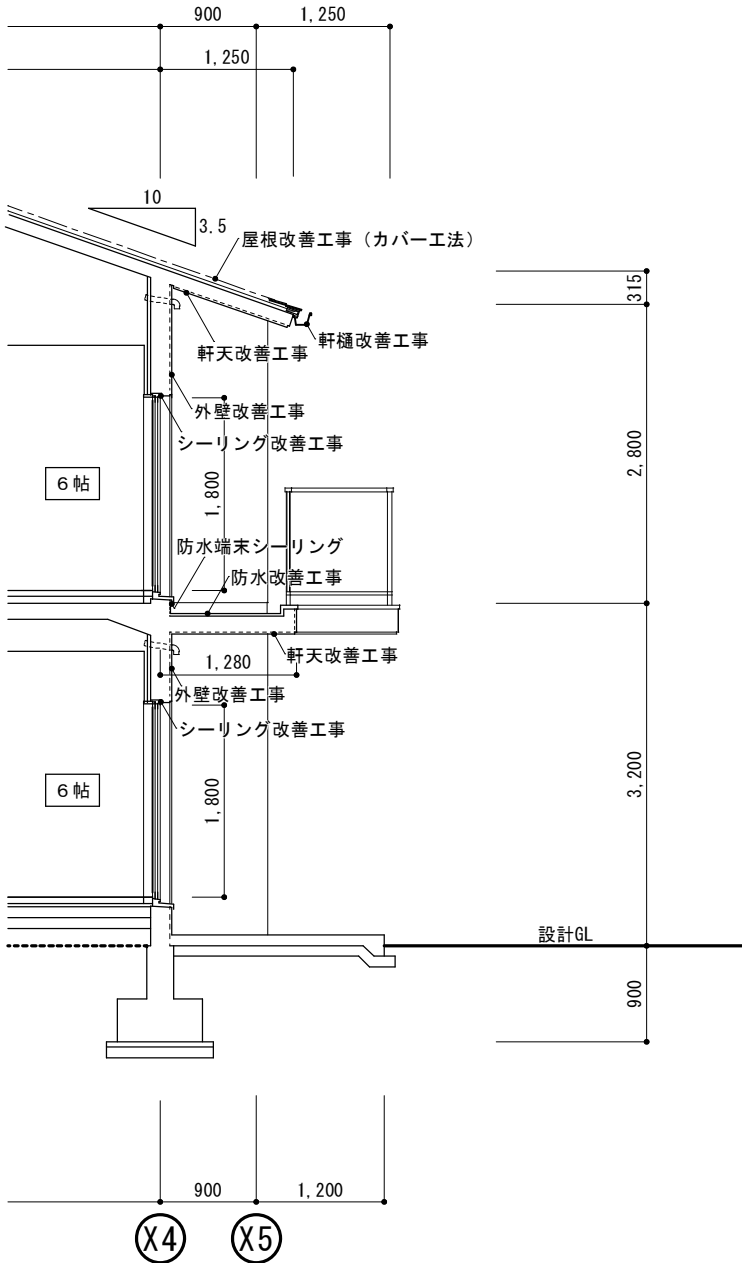 900
1,250
1,250
10
3.5
屋根改善工事（カバー工法）
315
軒樋改善工事
軒天改善工事
外壁改善工事
シーリング改善工事
2,800
6帖
1,800
防水端末シーリング
防水改善工事
軒天改善工事
1,280
外壁改善工事
シーリング改善工事
3,200
6帖
1,800
設計GL
900
900
1,200
X4
X5